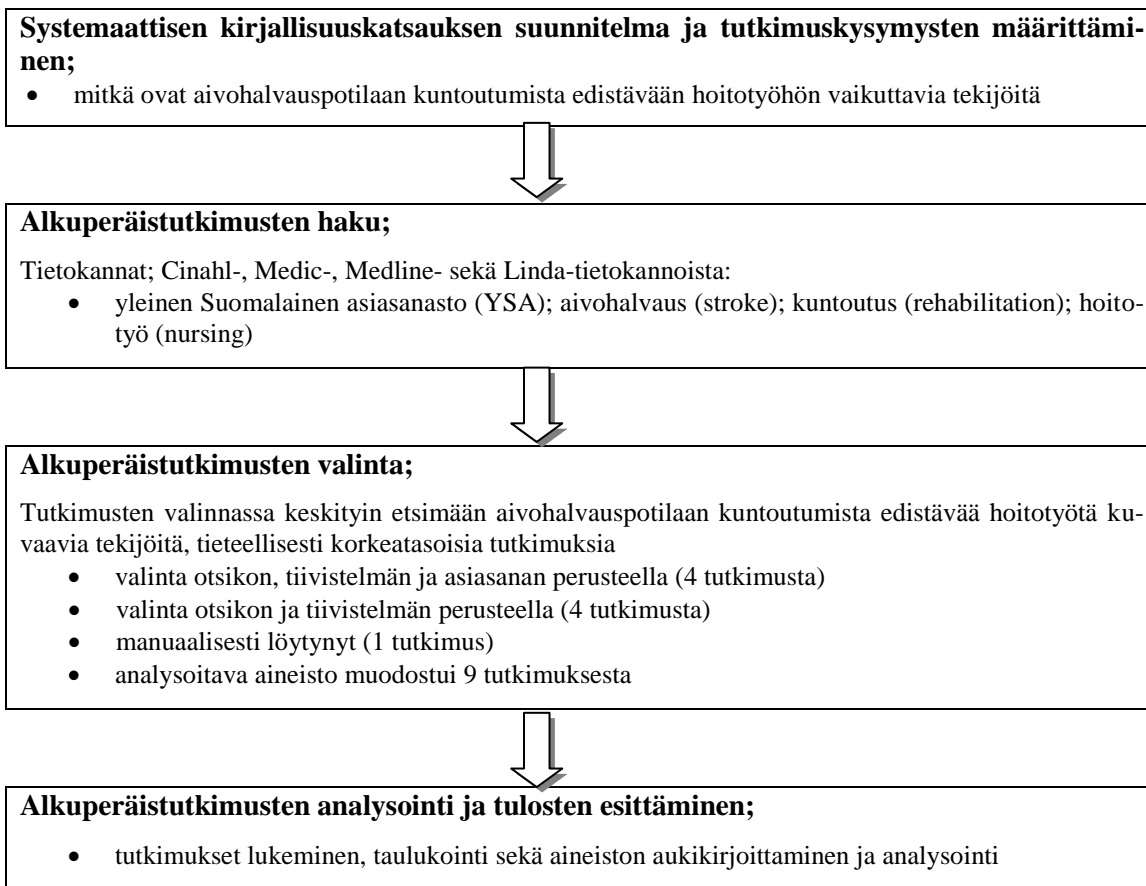 Systemaattisen kirjallisuuskatsauksen suunnitelma ja tutkimuskysymysten määrittämi-
nen;
• mitkä ovat aivohalvauspotilaan kuntoutumista edistävään hoitotyöhön vaikuttavia tekijöitä
Alkuperäistutkimusten haku;
Tietokannat; Cinahl-, Medic-, Medline- sekä Linda-tietokannoista:
• yleinen Suomalainen asiasanasto (YSA); aivohalvaus (stroke); kuntoutus (rehabilitation); hoito-
työ (nursing)
Alkuperäistutkimusten valinta;
Tutkimusten valinnassa keskityin etsimään aivohalvauspotilaan kuntoutumista edistävää hoitotyötä ku-
vaavia tekijöitä, tieteellisesti korkeatasoisia tutkimuksia
• valinta otsikon, tiivistelmän ja asiasanan perusteella (4 tutkimusta)
• valinta otsikon ja tiivistelmän perusteella (4 tutkimusta)
• manuaalisesti löytynyt (1 tutkimus)
• analysoitava aineisto muodostui 9 tutkimuksesta
Alkuperäistutkimusten analysointi ja tulosten esittäminen;
• tutkimukset lukeminen, taulukointi sekä aineiston aukikirjoittaminen ja analysointi